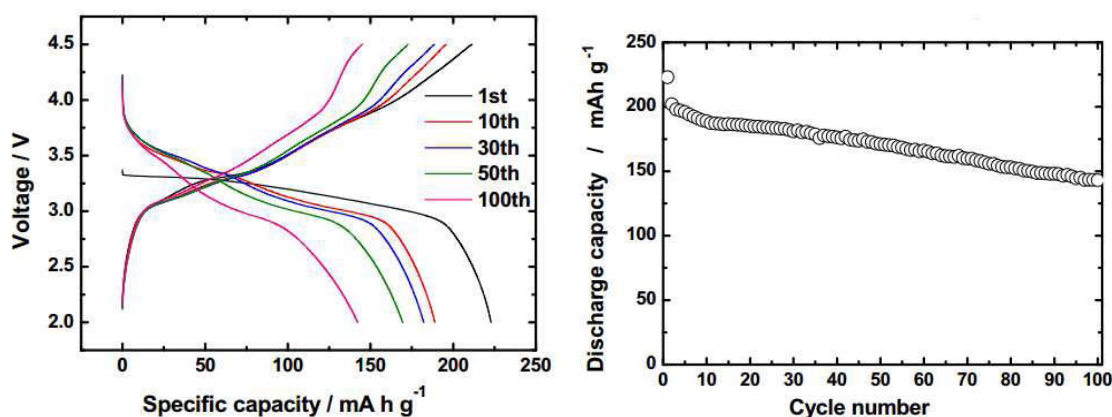 4.5
4.0
3.5
3.0
2.5
2.0
Voltage / V
0 50 100 150 200 250
Specific capacity / mA h g⁻¹
1st
10th
30th
50th
100th
250
200
150
100
50
0
Discharge capacity / mAh g⁻¹
0 10 20 30 40 50 60 70 80 90 100
Cycle number